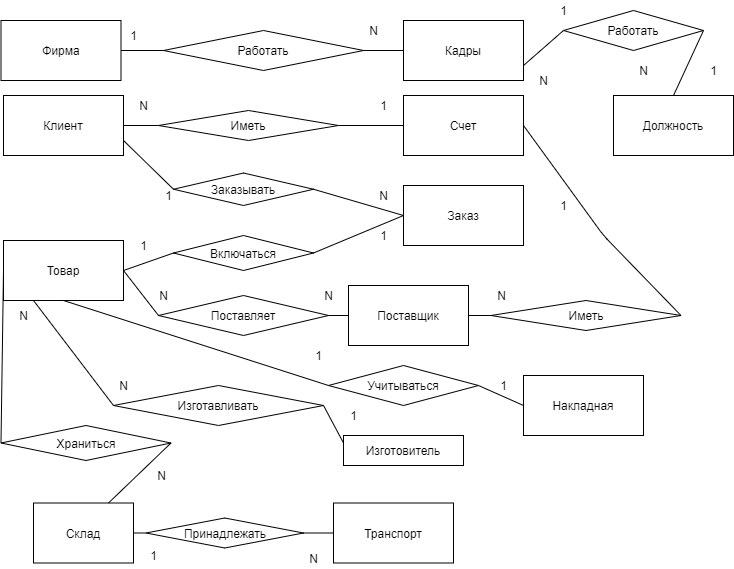 1
Фирма
1
Работать
N
Кадры
Работать
N
N
1
Клиент
N
Иметь
1
Счет
Должность
Заказывать
1
N
Заказ
1
1
1
Включаться
Товар
N
Поставляет
N
Поставщик
N
Иметь
N
1
Учитываться
1
Накладная
N
Изготавливать
1
Храниться
Изготовитель
N
Склад
Принадлежать
Транспорт
1
N